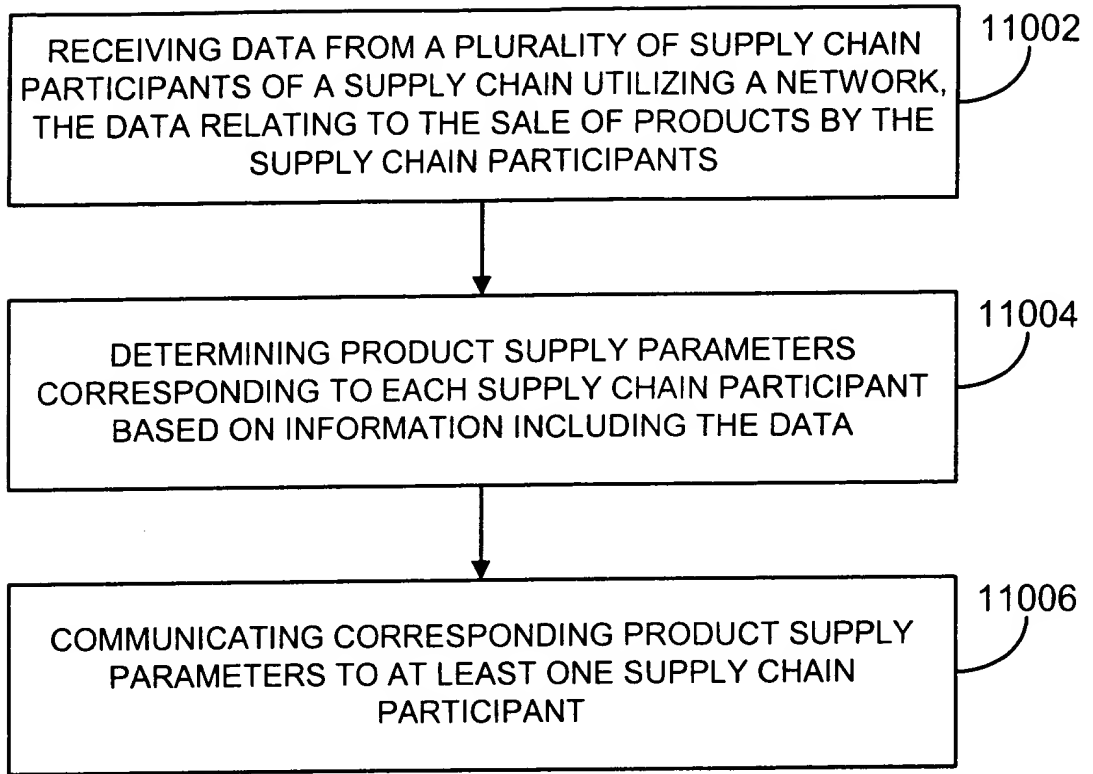 RECEIVING DATA FROM A PLURALITY OF SUPPLY CHAIN
PARTICIPANTS OF A SUPPLY CHAIN UTILIZING A NETWORK,
THE DATA RELATING TO THE SALE OF PRODUCTS BY THE
SUPPLY CHAIN PARTICIPANTS
11002
DETERMINING PRODUCT SUPPLY PARAMETERS
CORRESPONDING TO EACH SUPPLY CHAIN PARTICIPANT
BASED ON INFORMATION INCLUDING THE DATA
11004
COMMUNICATING CORRESPONDING PRODUCT SUPPLY
PARAMETERS TO AT LEAST ONE SUPPLY CHAIN
PARTICIPANT
11006